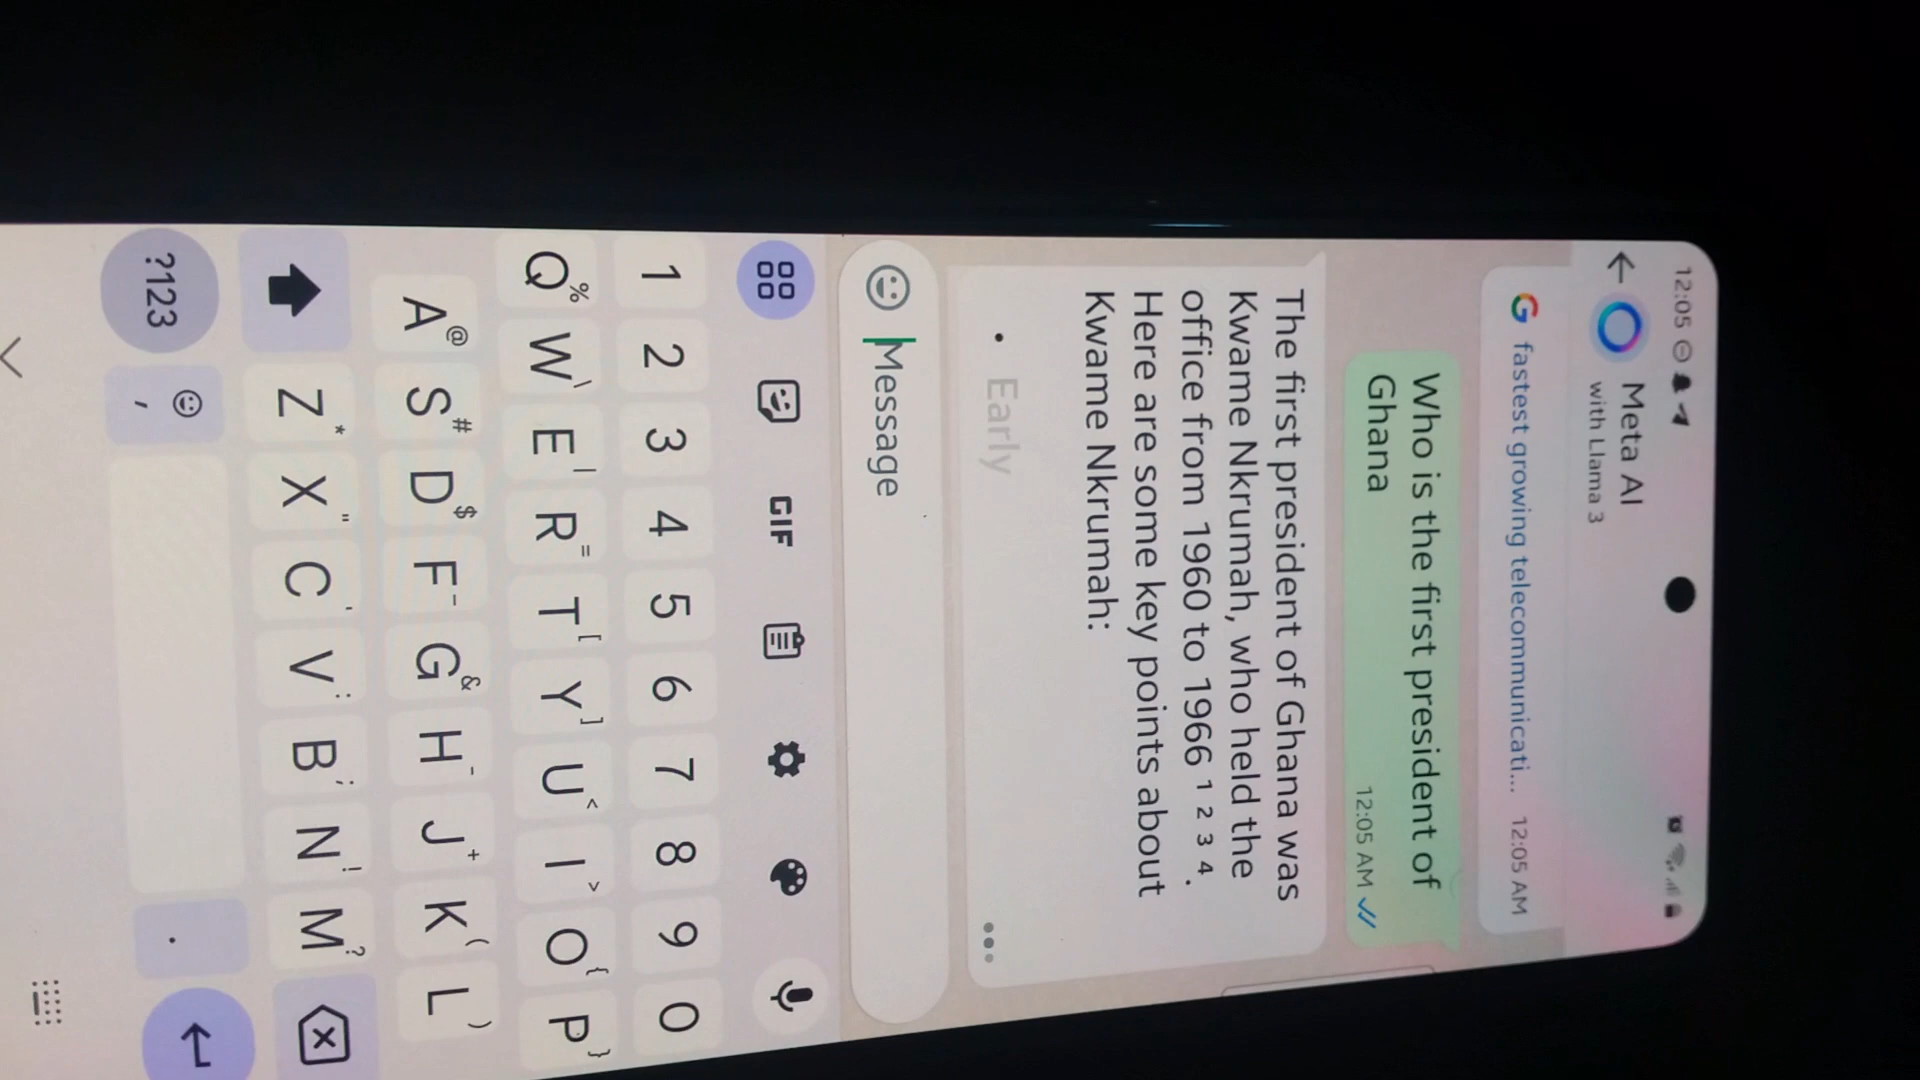 12:05
Meta AI
with Llama 3
fastest growing telecommunicati... 12:05 AM
Who is the first president of
Ghana
12:05 AM
The first president of Ghana was
Kwame Nkrumah, who held the
office from 1960 to 1966 ¹ ² ³ ⁴.
Here are some key points about
Kwame Nkrumah:
• Early
Message
GIF
1 2 3 4 5 6 7 8 9 0
Q % W \ E | R = T [ Y ] U < I > O { P }
A @ S # D $ F - G & H - J + K ( L )
Z * X " C ' V : B ; N ! M ?
?123 , .